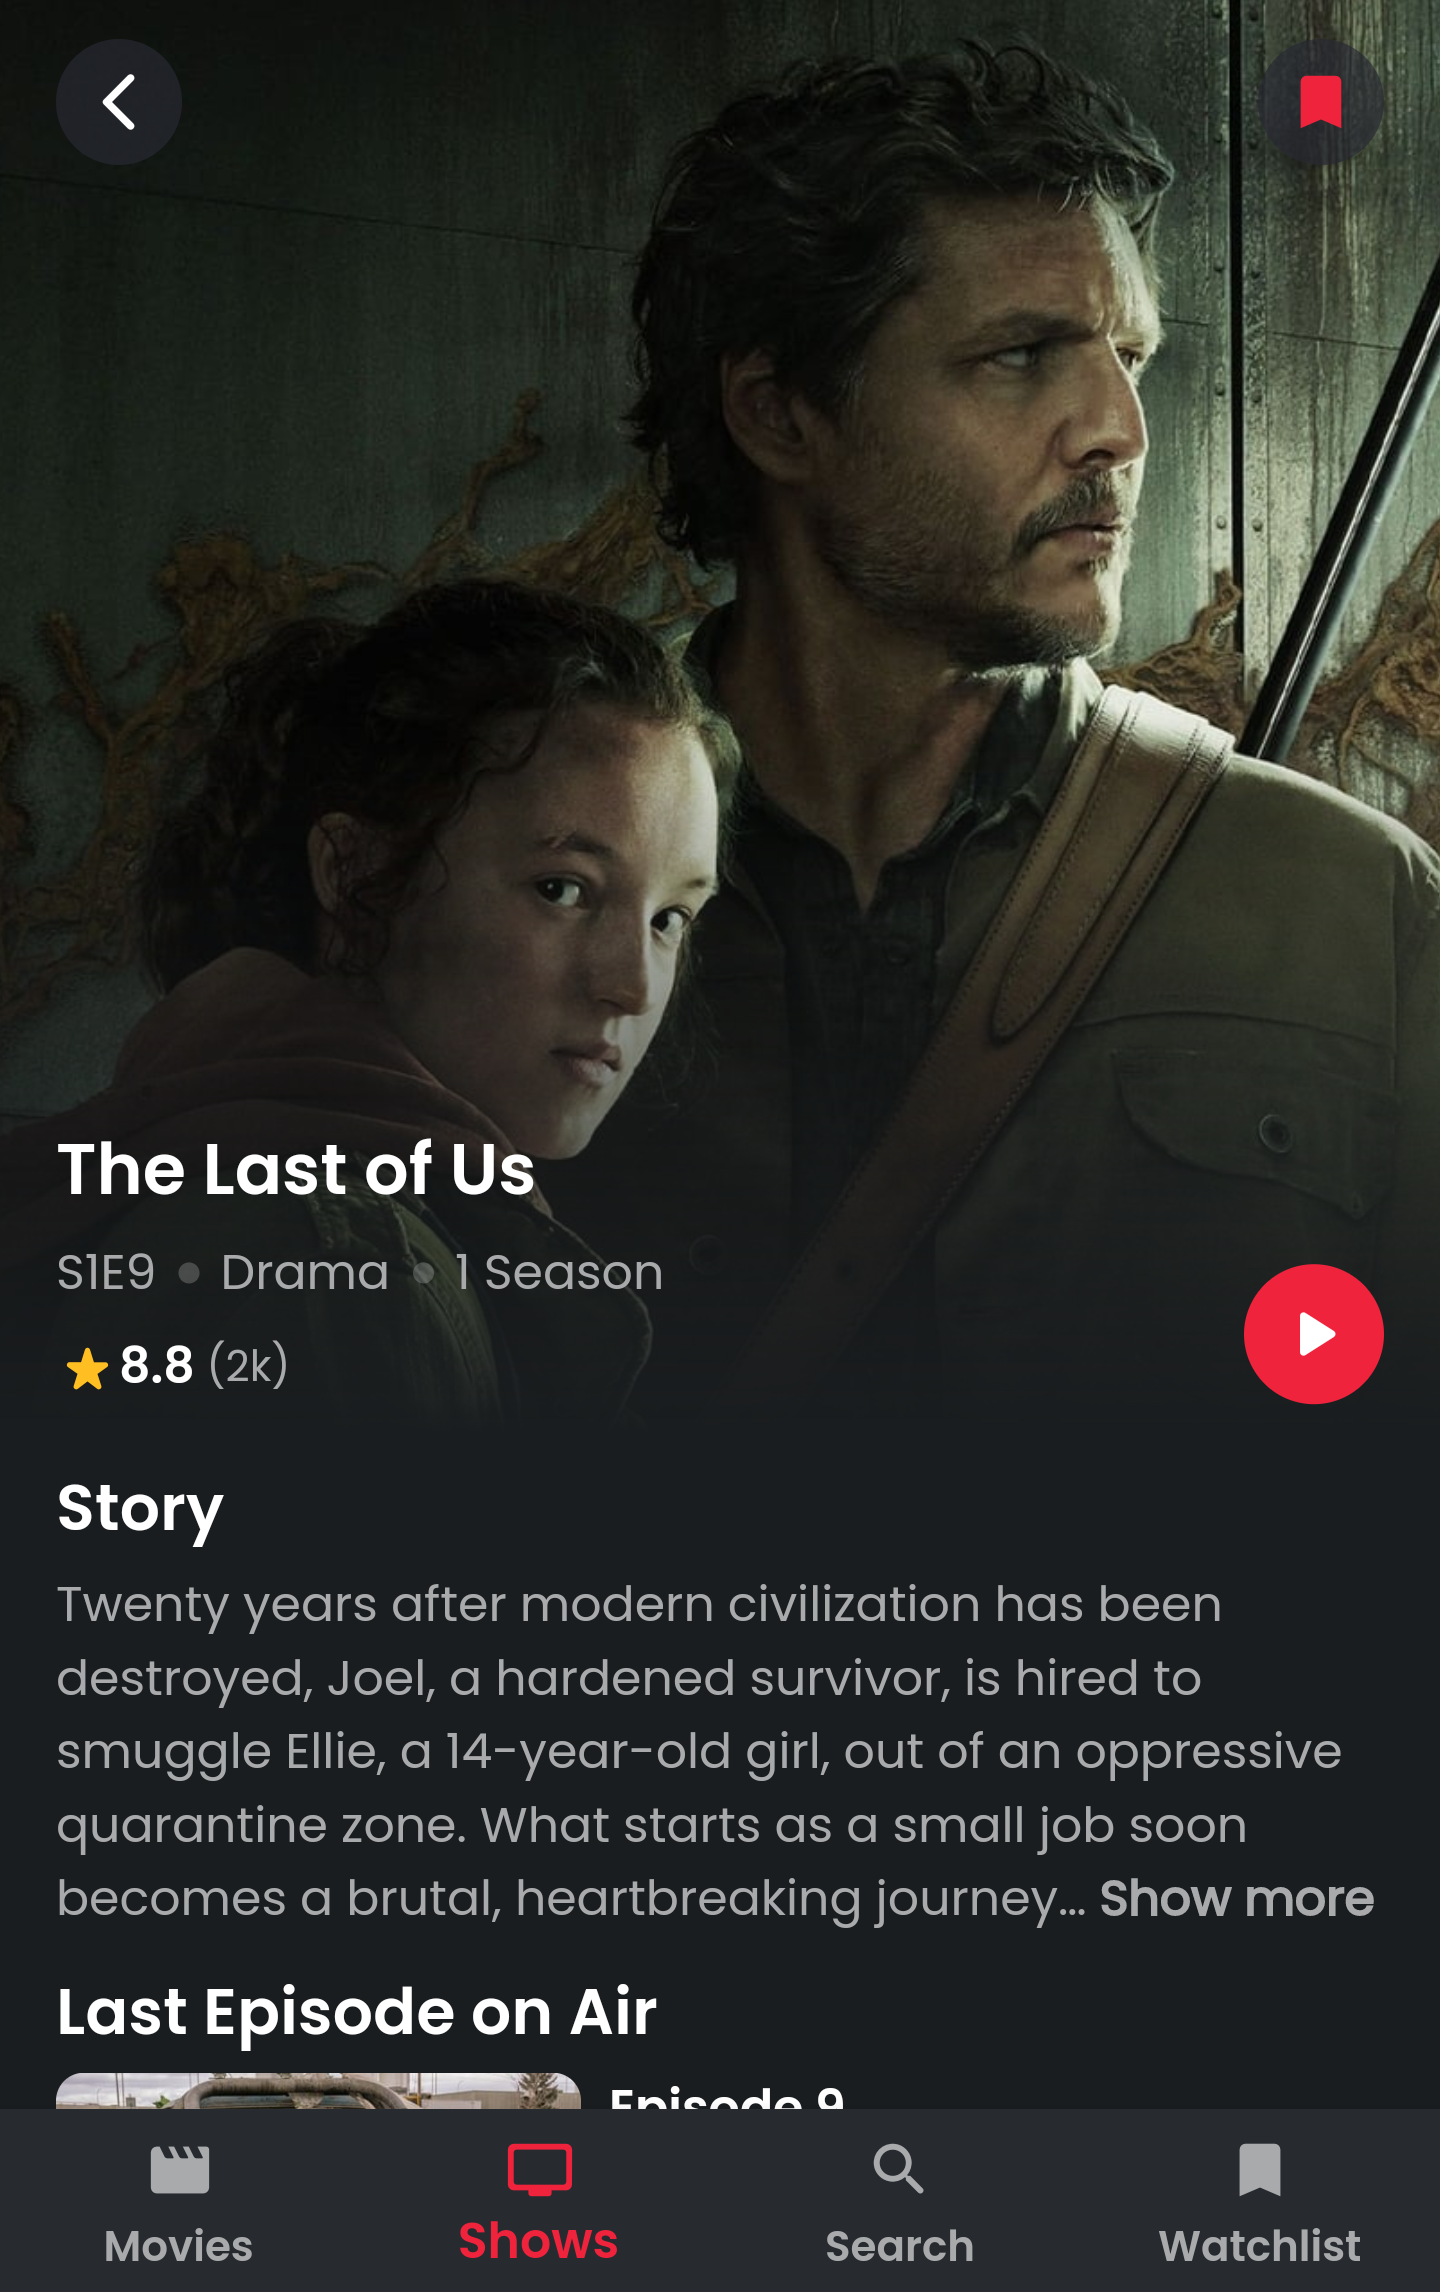 The Last of Us
S1E9 • Drama • 1 Season
8.8 (2k)
Story
Twenty years after modern civilization has been
destroyed, Joel, a hardened survivor, is hired to
smuggle Ellie, a 14-year-old girl, out of an oppressive
quarantine zone. What starts as a small job soon
becomes a brutal, heartbreaking journey... Show more
Last Episode on Air
Episode 9
Movies
Shows
Search
Watchlist